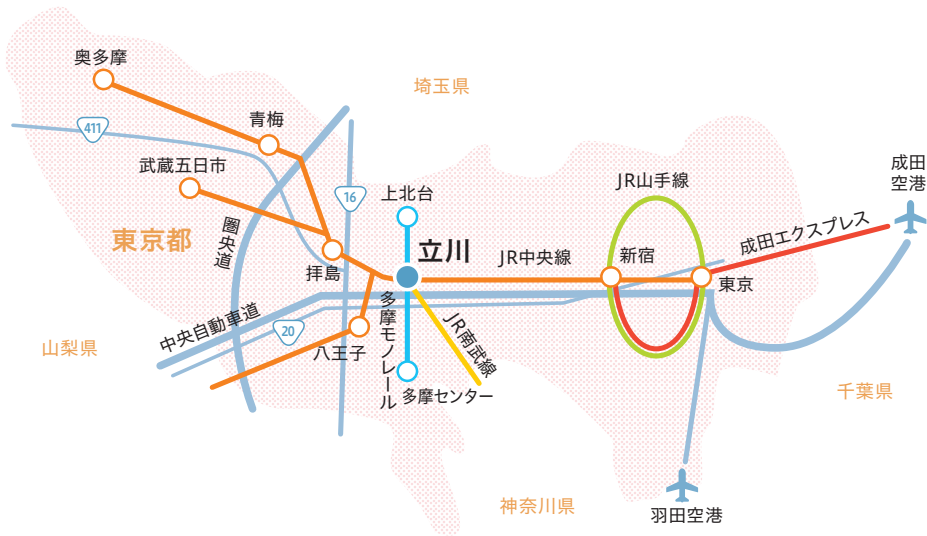 奥多摩
埼玉県
411
青梅
武蔵五日市
成田
空港
JR山手線
16
上北台
圏央道
東京都
立川
成田エクスプレス
JR中央線
新宿
拝島
東京
中央自動車道
20
多摩モノレール
JR南武線
山梨県
八王子
多摩センター
千葉県
神奈川県
羽田空港